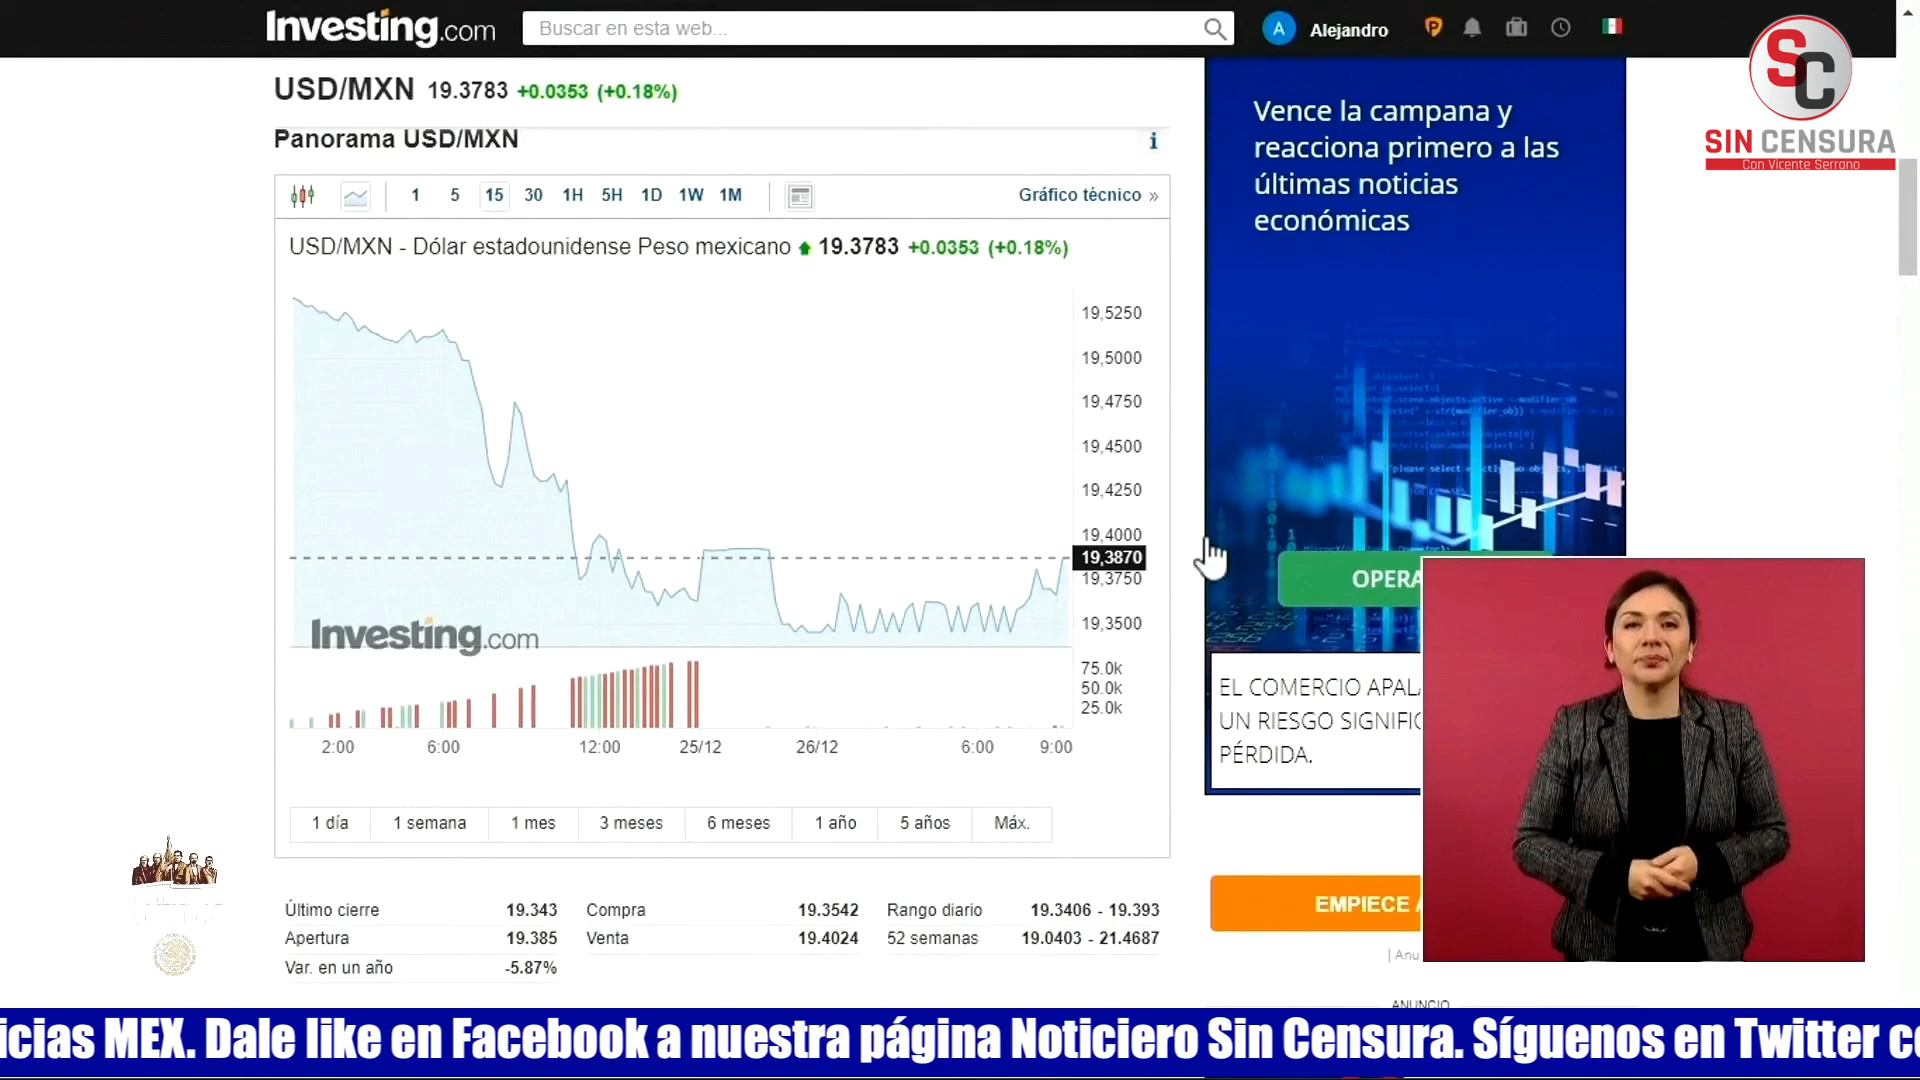 Investing.com
Buscar en esta web...
A
Alejandro
USD/MXN 19.3783 +0.0353 (+0.18%)
Panorama USD/MXN
1 5 15 30 1H 5H 1D 1W 1M
Gráfico técnico »
USD/MXN - Dólar estadounidense Peso mexicano 19.3783 +0.0353 (+0.18%)
19,5250
19,5000
19,4750
19,4500
19,4250
19,4000
19,3870
19,3750
19,3500
Investing.com
75.0k
50.0k
25.0k
2:00 6:00 12:00 25/12 26/12 6:00 9:00
1 día 1 semana 1 mes 3 meses 6 meses 1 año 5 años Máx.
Último cierre 19.343 Compra 19.3542 Rango diario 19.3406 - 19.393
Apertura 19.385 Venta 19.4024 52 semanas 19.0403 - 21.4687
Var. en un año -5.87%
Vence la campana y
reacciona primero a las
últimas noticias
económicas
OPERA
EL COMERCIO APALA
UN RIESGO SIGNIFIC
PÉRDIDA.
EMPIECE A
| Anu
ANUNCIO
SC
SIN CENSURA
Con Vicente Serrano
icias MEX. Dale like en Facebook a nuestra página Noticiero Sin Censura. Síguenos en Twitter co